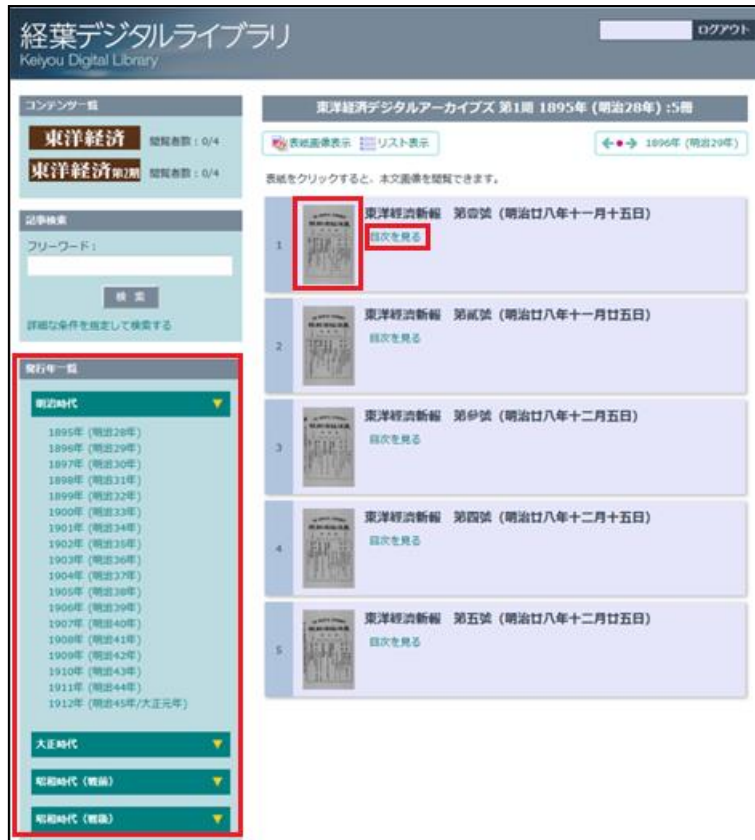 経葉デジタルライブラリ
Keiyou Digital Library
ログアウト
コンテンツ一覧
東洋経済 閲覧者数：0/4
東洋経済第2期 閲覧者数：0/4
記事検索
フリーワード：
検 索
詳細な条件を指定して検索する
発行年一覧
明治時代
1895年 (明治28年)
1896年 (明治29年)
1897年 (明治30年)
1898年 (明治31年)
1899年 (明治32年)
1900年 (明治33年)
1901年 (明治34年)
1902年 (明治35年)
1903年 (明治36年)
1904年 (明治37年)
1905年 (明治38年)
1906年 (明治39年)
1907年 (明治40年)
1908年 (明治41年)
1909年 (明治42年)
1910年 (明治43年)
1911年 (明治44年)
1912年 (明治45年/大正元年)
大正時代
昭和時代（戦前）
昭和時代（戦後）
東洋経済デジタルアーカイブズ 第1期 1895年 (明治28年) :5冊
表紙画像表示 リスト表示
1896年 (明治29年)
表紙をクリックすると、本文画像を閲覧できます。
1
東洋經濟新報 第壹號 (明治廿八年十一月十五日)
目次を見る
2
東洋經濟新報 第貳號 (明治廿八年十一月廿五日)
目次を見る
3
東洋經濟新報 第參號 (明治廿八年十二月五日)
目次を見る
4
東洋經濟新報 第四號 (明治廿八年十二月十五日)
目次を見る
5
東洋經濟新報 第五號 (明治廿八年十二月廿五日)
目次を見る